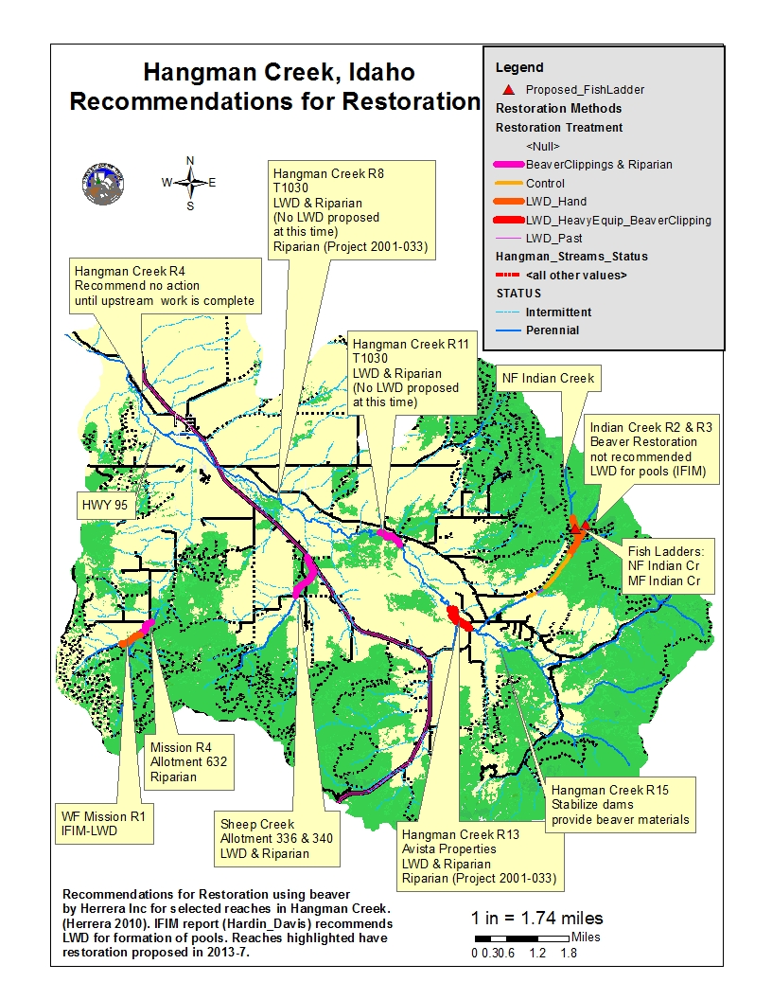 Hangman Creek, Idaho
Recommendations for Restoration
Legend
Proposed_FishLadder
Restoration Methods
Restoration Treatment
<Null>
BeaverClippings & Riparian
Control
LWD_Hand
LWD_HeavyEquip_BeaverClipping
LWD_Past
Hangman_Streams_Status
<all other values>
STATUS
Intermittent
Perennial
N
W E
S
Hangman Creek R8
T1030
LWD & Riparian
(No LWD proposed
at this time)
Riparian (Project 2001-033)
Hangman Creek R4
Recommend no action
until upstream work is complete
Hangman Creek R11
T1030
LWD & Riparian
(No LWD proposed
at this time)
NF Indian Creek
Indian Creek R2 & R3
Beaver Restoration
not recommended
LWD for pools (IFIM)
HWY 95
Fish Ladders:
NF Indian Cr
MF Indian Cr
Mission R4
Allotment 632
Riparian
WF Mission R1
IFIM-LWD
Sheep Creek
Allotment 336 & 340
LWD & Riparian
Hangman Creek R13
Avista Properties
LWD & Riparian
Riparian (Project 2001-033)
Hangman Creek R15
Stabilize dams
provide beaver materials
Recommendations for Restoration using beaver
by Herrera Inc for selected reaches in Hangman Creek.
(Herrera 2010). IFIM report (Hardin_Davis) recommends
LWD for formation of pools. Reaches highlighted have
restoration proposed in 2013-7.
1 in = 1.74 miles
Miles
0 0.30.6 1.2 1.8